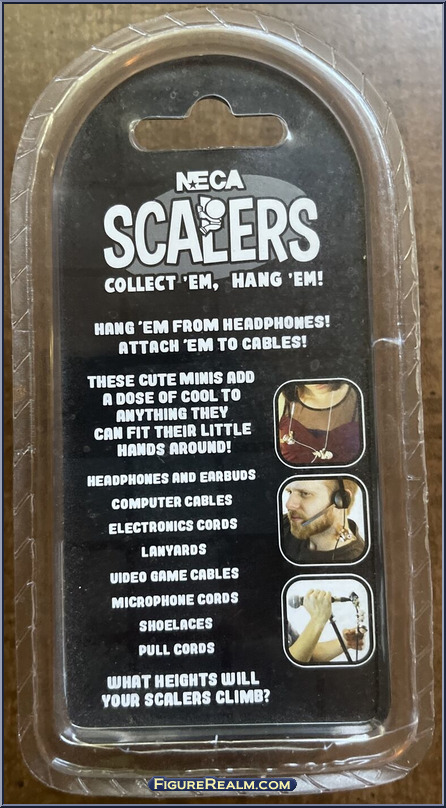 NECA
SCALERS
COLLECT 'EM, HANG 'EM!
HANG 'EM FROM HEADPHONES!
ATTACH 'EM TO CABLES!
THESE CUTE MINIS ADD
A DOSE OF COOL TO
ANYTHING THEY
CAN FIT THEIR LITTLE
HANDS AROUND!
HEADPHONES AND EARBUDS
COMPUTER CABLES
ELECTRONICS CORDS
LANYARDS
VIDEO GAME CABLES
MICROPHONE CORDS
SHOELACES
PULL CORDS
WHAT HEIGHTS WILL
YOUR SCALERS CLIMB?
FIGUREREALM.COM